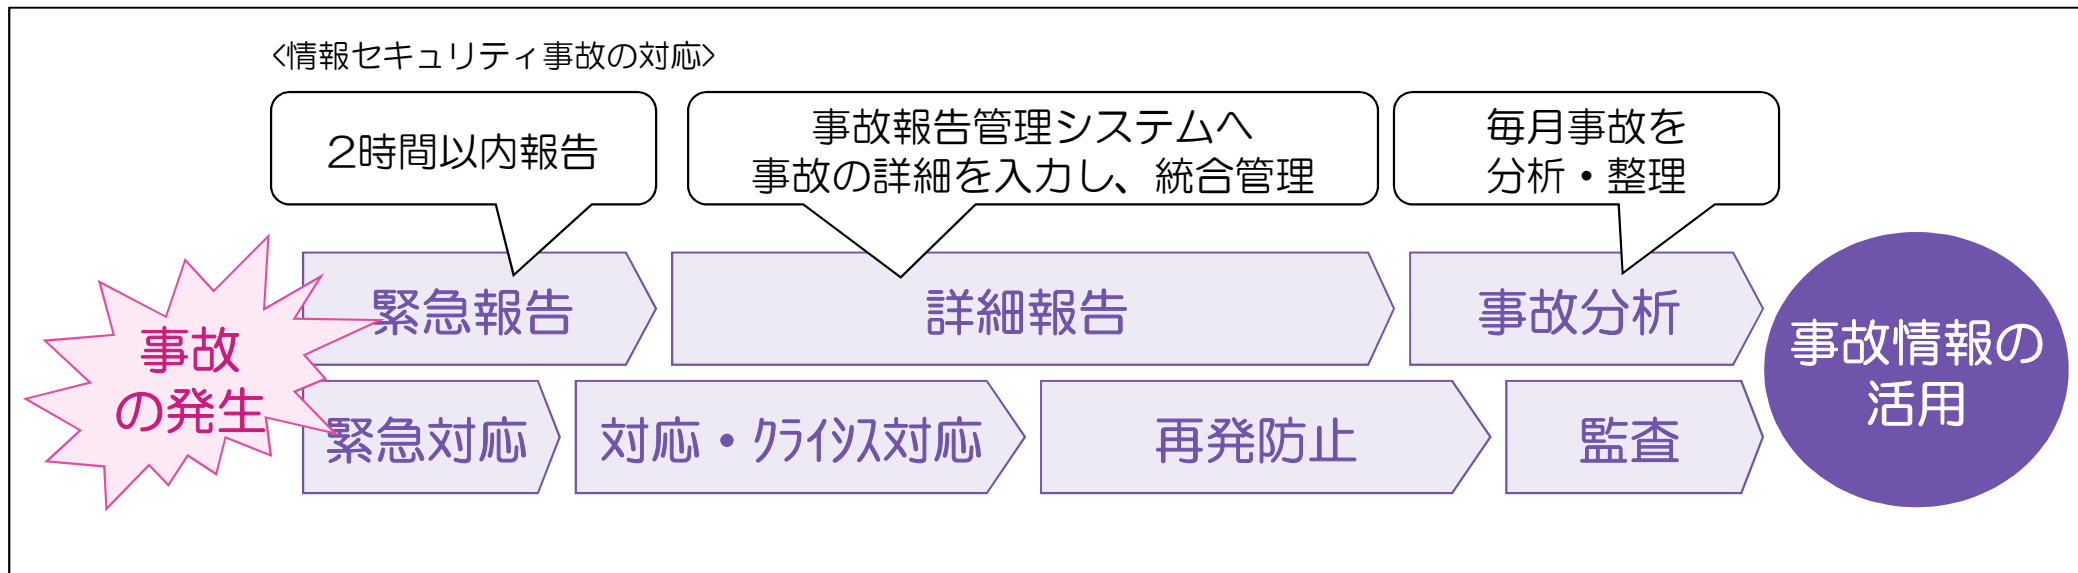 <情報セキュリティ事故の対応>
2時間以内報告
事故報告管理システムへ
事故の詳細を入力し、統合管理
毎月事故を
分析・整理
事故
の発生
緊急報告
詳細報告
事故分析
緊急対応
対応・クライシス対応
再発防止
監査
事故情報の
活用